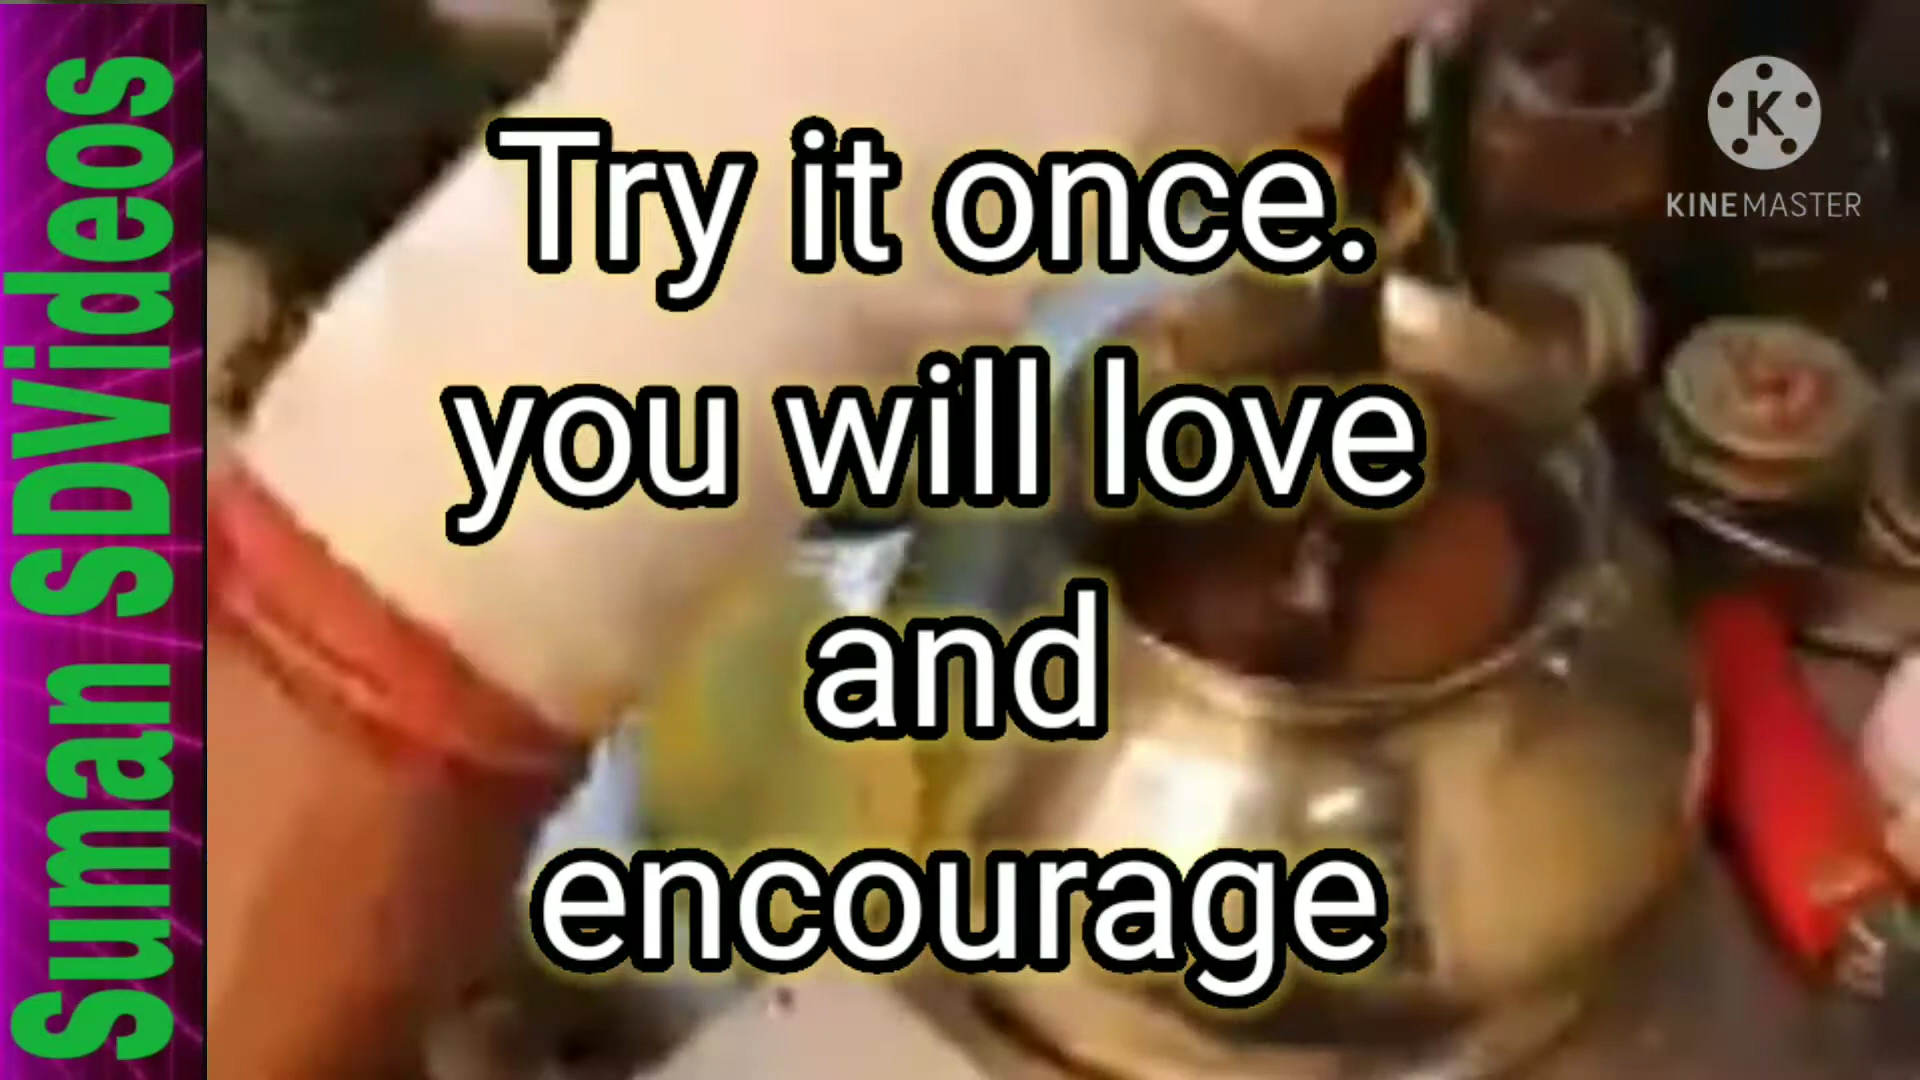 Suman SDVideos
Try it once.
you will love
and
encourage
K
KINEMASTER